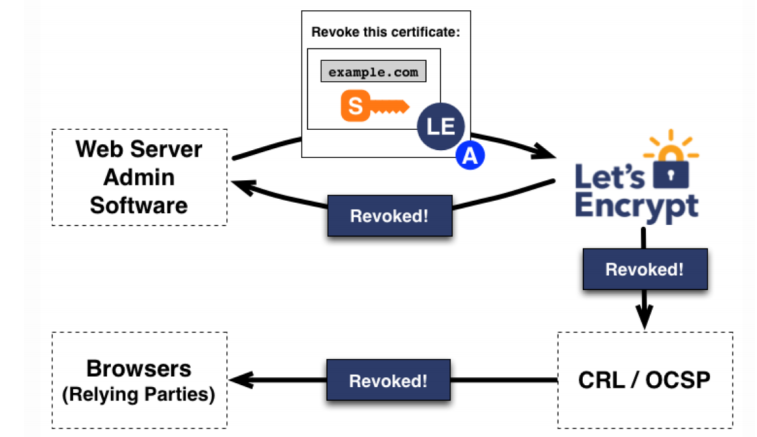 Revoke this certificate:
example.com
S
LE
A
Web Server
Admin
Software
Let's
Encrypt
Revoked!
Revoked!
Browsers
(Relying Parties)
Revoked!
CRL / OCSP